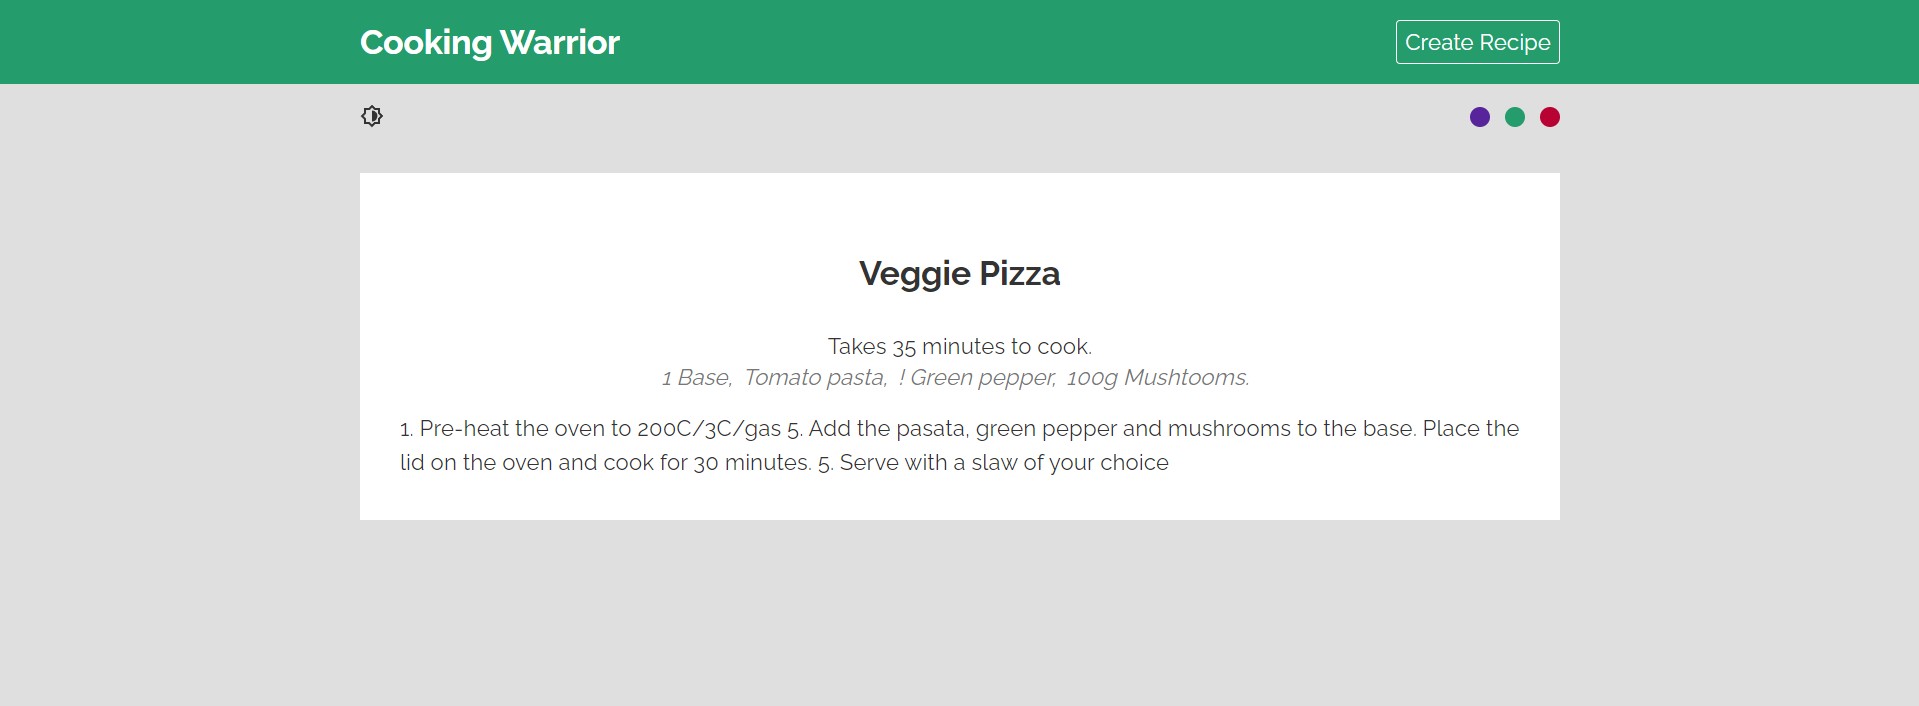 Cooking Warrior
Create Recipe
Veggie Pizza
Takes 35 minutes to cook.
1 Base, Tomato pasta, ! Green pepper, 100g Mushtooms.
1. Pre-heat the oven to 200C/3C/gas 5. Add the pasata, green pepper and mushrooms to the base. Place the
lid on the oven and cook for 30 minutes. 5. Serve with a slaw of your choice